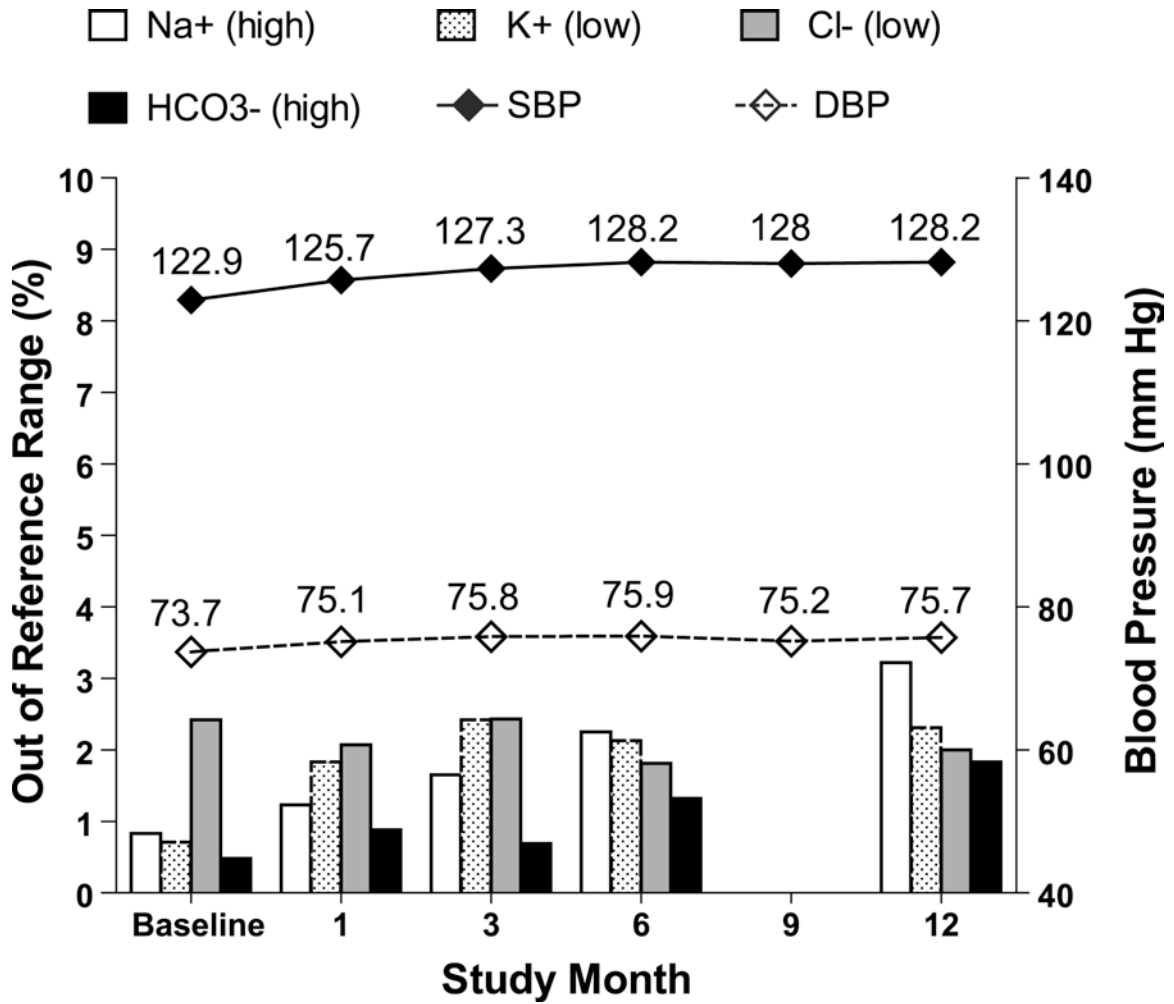 Na+ (high) K+ (low) Cl- (low)
HCO3- (high) SBP DBP
Out of Reference Range (%)
10
9
8
7
6
5
4
3
2
1
0
122.9 125.7 127.3 128.2 128 128.2
73.7 75.1 75.8 75.9 75.2 75.7
140
120
100
80
60
40
Blood Pressure (mm Hg)
Baseline 1 3 6 9 12
Study Month